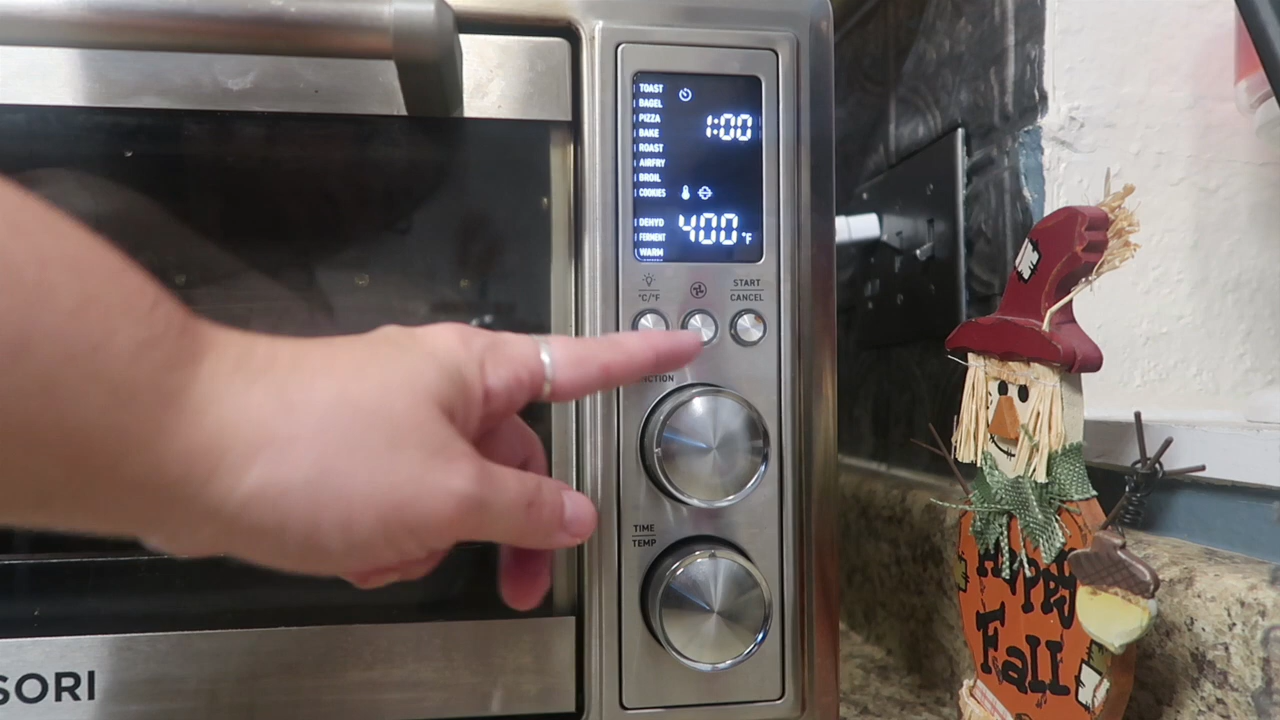 TOAST
BAGEL
PIZZA
1:00
BAKE
ROAST
AIRFRY
BROIL
COOKIES
DEHYD
400°F
FERMENT
WARM
°C/°F
START
CANCEL
TIME
TEMP
SORI
Happy
Fall